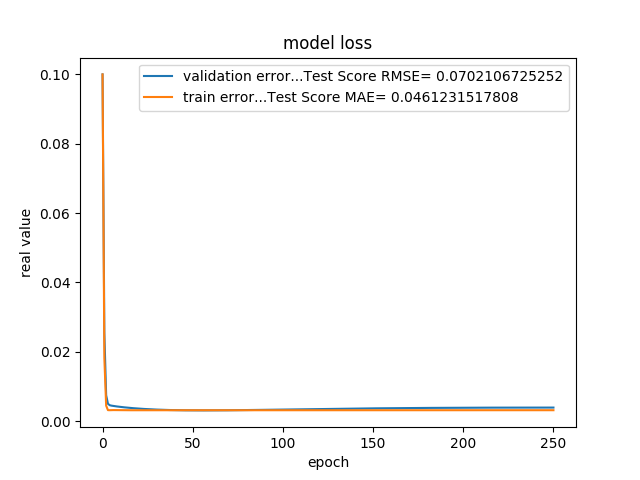 model loss
validation error...Test Score RMSE= 0.0702106725252
train error...Test Score MAE= 0.0461231517808
real value
0.10
0.08
0.06
0.04
0.02
0.00
0 50 100 150 200 250
epoch